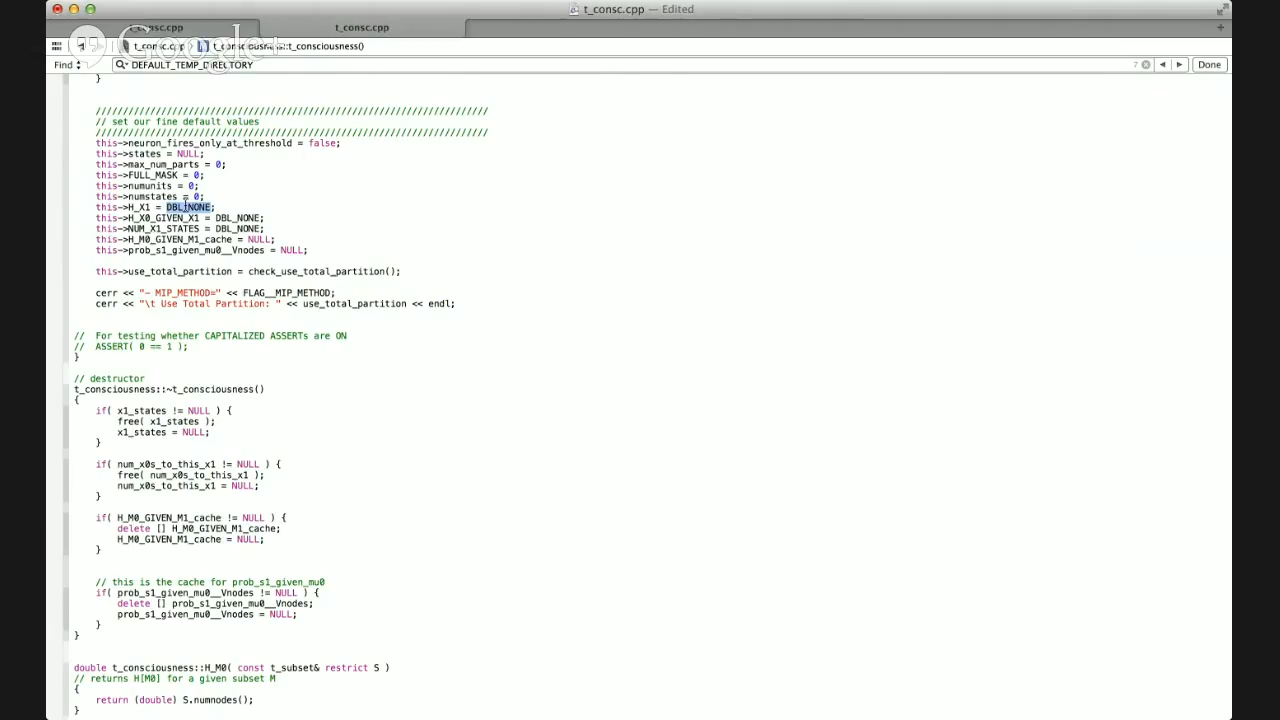 t_consc.cpp — Edited
t_consc.cpp
t_consc.cpp
t_consc.cpp t_consciousness::t_consciousness()
Google+
Find DEFAULT_TEMP_DIRECTORY 7 Done
}
///////////////////////////////////////////////////////////////////////
// set our fine default values
///////////////////////////////////////////////////////////////////////
this->neuron_fires_only_at_threshold = false;
this->states = NULL;
this->max_num_parts = 0;
this->FULL_MASK = 0;
this->numunits = 0;
this->numstates = 0;
this->H_X1 = DBL_NONE;
this->H_X0_GIVEN_X1 = DBL_NONE;
this->NUM_X1_STATES = DBL_NONE;
this->H_M0_GIVEN_M1_cache = NULL;
this->prob_s1_given_mu0__Vnodes = NULL;
this->use_total_partition = check_use_total_partition();
cerr << "- MIP_METHOD=" << FLAG__MIP_METHOD;
cerr << "\t Use Total Partition: " << use_total_partition << endl;
// For testing whether CAPITALIZED ASSERTs are ON
// ASSERT( 0 == 1 );
}
// destructor
t_consciousness::~t_consciousness()
{
if( x1_states != NULL ) {
free( x1_states );
x1_states = NULL;
}
if( num_x0s_to_this_x1 != NULL ) {
free( num_x0s_to_this_x1 );
num_x0s_to_this_x1 = NULL;
}
if( H_M0_GIVEN_M1_cache != NULL ) {
delete [] H_M0_GIVEN_M1_cache;
H_M0_GIVEN_M1_cache = NULL;
}
// this is the cache for prob_s1_given_mu0
if( prob_s1_given_mu0__Vnodes != NULL ) {
delete [] prob_s1_given_mu0__Vnodes;
prob_s1_given_mu0__Vnodes = NULL;
}
}
double t_consciousness::H_M0( const t_subset& restrict S )
// returns H[M0] for a given subset M
{
return (double) S.numnodes();
}